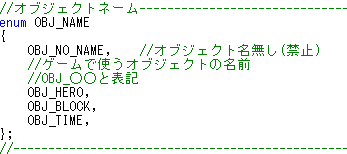 //オブジェクトネーム------------------------------
enum OBJ_NAME
{
OBJ_NO_NAME, //オブジェクト名無し(禁止)
//ゲームで使うオブジェクトの名前
//OBJ_〇〇と表記
OBJ_HERO,
OBJ_BLOCK,
OBJ_TIME,
};
//------------------------------------------------